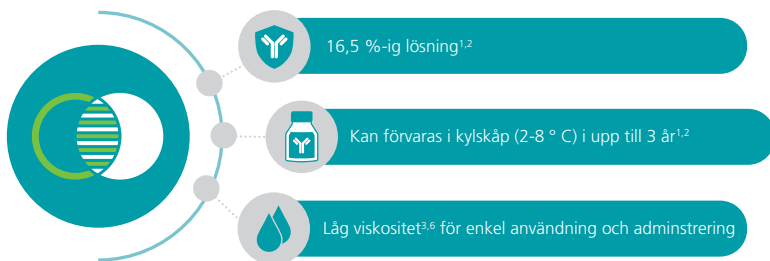 16,5 %-ig lösning¹,²
Kan förvaras i kylskåp (2-8 ° C) i upp till 3 år¹,²
Låg viskositet³,⁶ för enkel användning och adminstrering